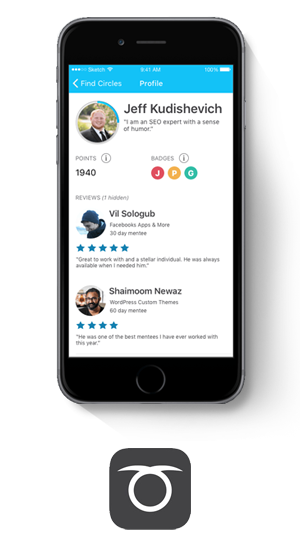 Sketch
9:41 AM
100%
Find Circles
Profile
Jeff Kudishevich
"I am an SEO expert with a sense
of humor."
POINTS
BADGES
1940
J P G
REVIEWS (1 hidden)
Vil Sologub
Facebooks Apps & More
30 day mentee
"Great to work with and a stellar individual. He was always
available when I needed him."
Shaimoom Newaz
WordPress Custom Themes
60 day mentee
"He was one of the best mentees I have ever worked with
this year."